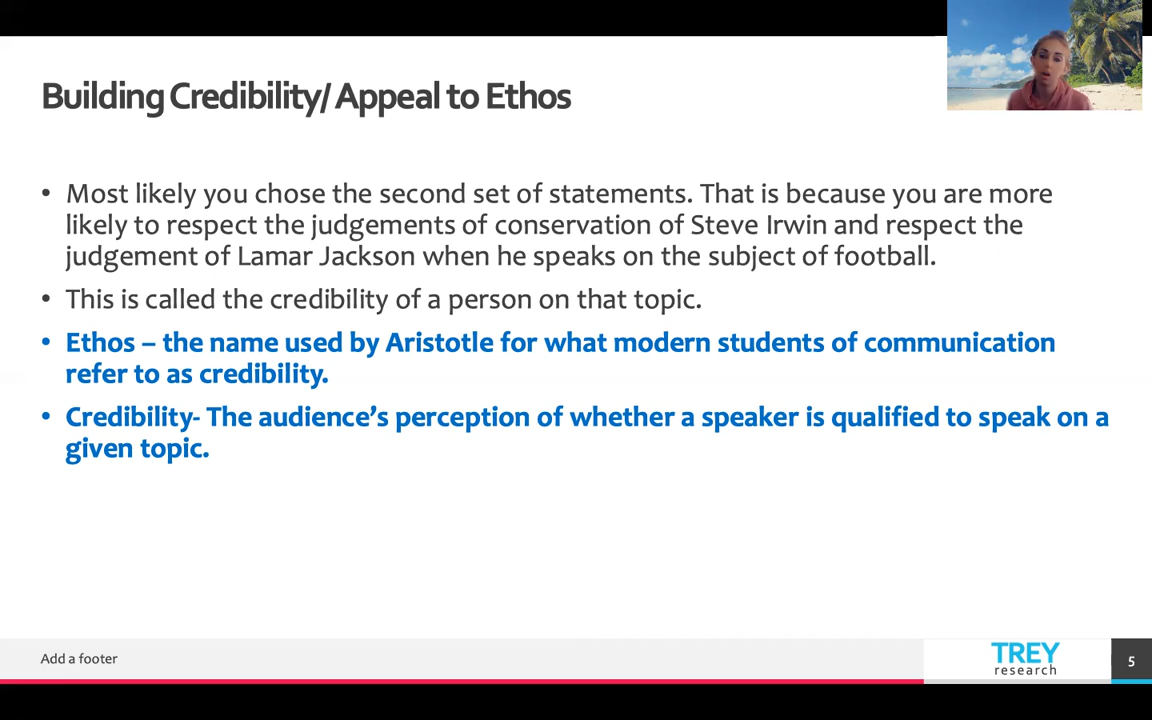 Building Credibility/ Appeal to Ethos
• Most likely you chose the second set of statements. That is because you are more
likely to respect the judgements of conservation of Steve Irwin and respect the
judgement of Lamar Jackson when he speaks on the subject of football.
• This is called the credibility of a person on that topic.
• Ethos – the name used by Aristotle for what modern students of communication
refer to as credibility.
• Credibility- The audience’s perception of whether a speaker is qualified to speak on a
given topic.
Add a footer
TREY
research
5